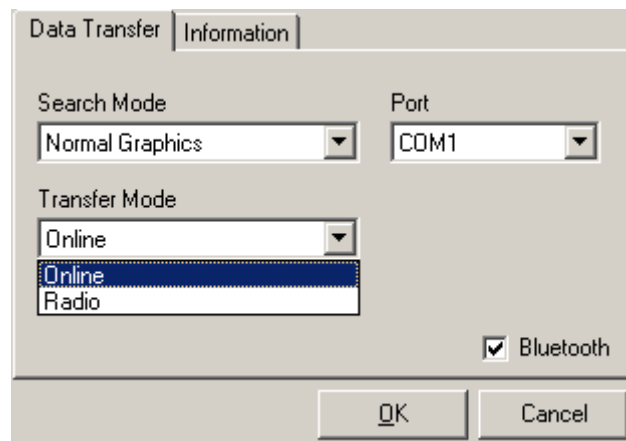 Data Transfer Information
Search Mode Port
Normal Graphics COM1
Transfer Mode
Online
Online
Radio
Bluetooth
OK Cancel